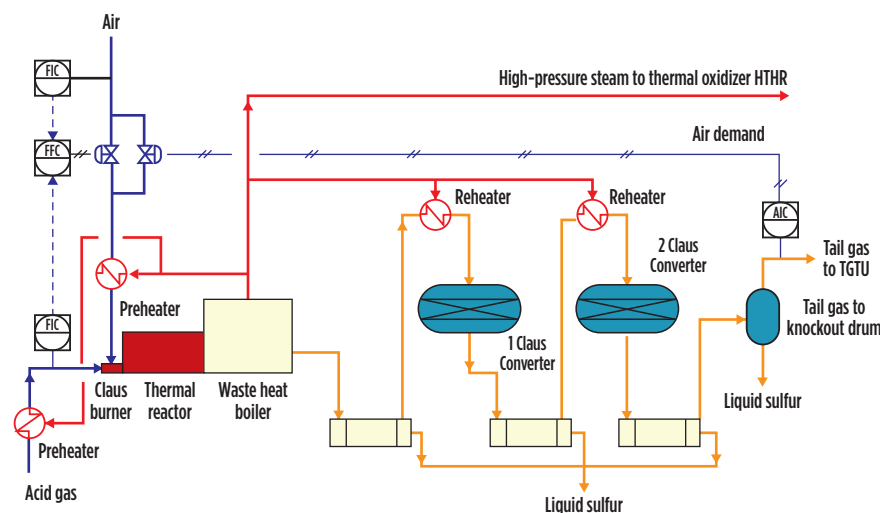 Air
FIC
High-pressure steam to thermal oxidizer HTHR
FFC
Air demand
Reheater
Reheater
AIC
2 Claus
Converter
Tail gas
to TGTU
Preheater
Tail gas to
knockout drum
FIC
1 Claus
Converter
Claus
burner
Thermal
reactor
Waste heat
boiler
Liquid sulfur
Preheater
Acid gas
Liquid sulfur